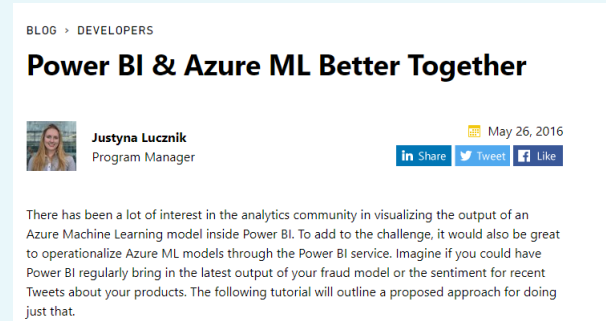 BLOG > DEVELOPERS
Power BI & Azure ML Better Together
Justyna Lucznik
Program Manager
May 26, 2016
in Share Tweet Like
There has been a lot of interest in the analytics community in visualizing the output of an
Azure Machine Learning model inside Power BI. To add to the challenge, it would also be great
to operationalize Azure ML models through the Power BI service. Imagine if you could have
Power BI regularly bring in the latest output of your fraud model or the sentiment for recent
Tweets about your products. The following tutorial will outline a proposed approach for doing
just that.